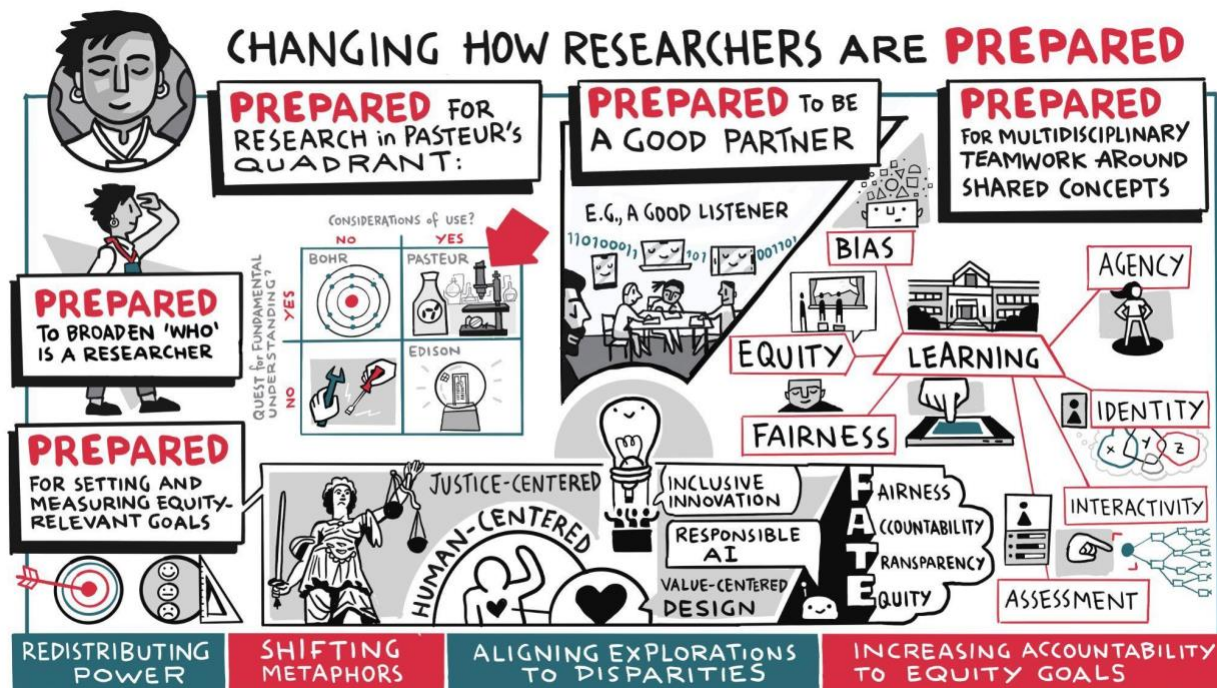 CHANGING HOW RESEARCHERS ARE PREPARED
PREPARED FOR
RESEARCH in PASTEUR'S
QUADRANT:
PREPARED TO BE
A GOOD PARTNER
PREPARED
FOR MULTIDISCIPLINARY
TEAMWORK AROUND
SHARED CONCEPTS
PREPARED
TO BROADEN 'WHO'
IS A RESEARCHER
CONSIDERATIONS of USE?
NO YES
QUEST for FUNDAMENTAL
UNDERSTANDING?
YES
NO
BOHR
PASTEUR
EDISON
E.G., A GOOD LISTENER
110100011
101
001101
BIAS
AGENCY
EQUITY
LEARNING
FAIRNESS
IDENTITY
X Y Z
INTERACTIVITY
ASSESSMENT
PREPARED
FOR SETTING AND
MEASURING EQUITY-
RELEVANT GOALS
JUSTICE-CENTERED
HUMAN-CENTERED
INCLUSIVE
INNOVATION
RESPONSIBLE
AI
VALUE-CENTERED
DESIGN
FAIRNESS
ACCOUNTABILITY
TRANSPARENCY
EQUITY
REDISTRIBUTING
POWER
SHIFTING
METAPHORS
ALIGNING EXPLORATIONS
TO DISPARITIES
INCREASING ACCOUNTABILITY
TO EQUITY GOALS